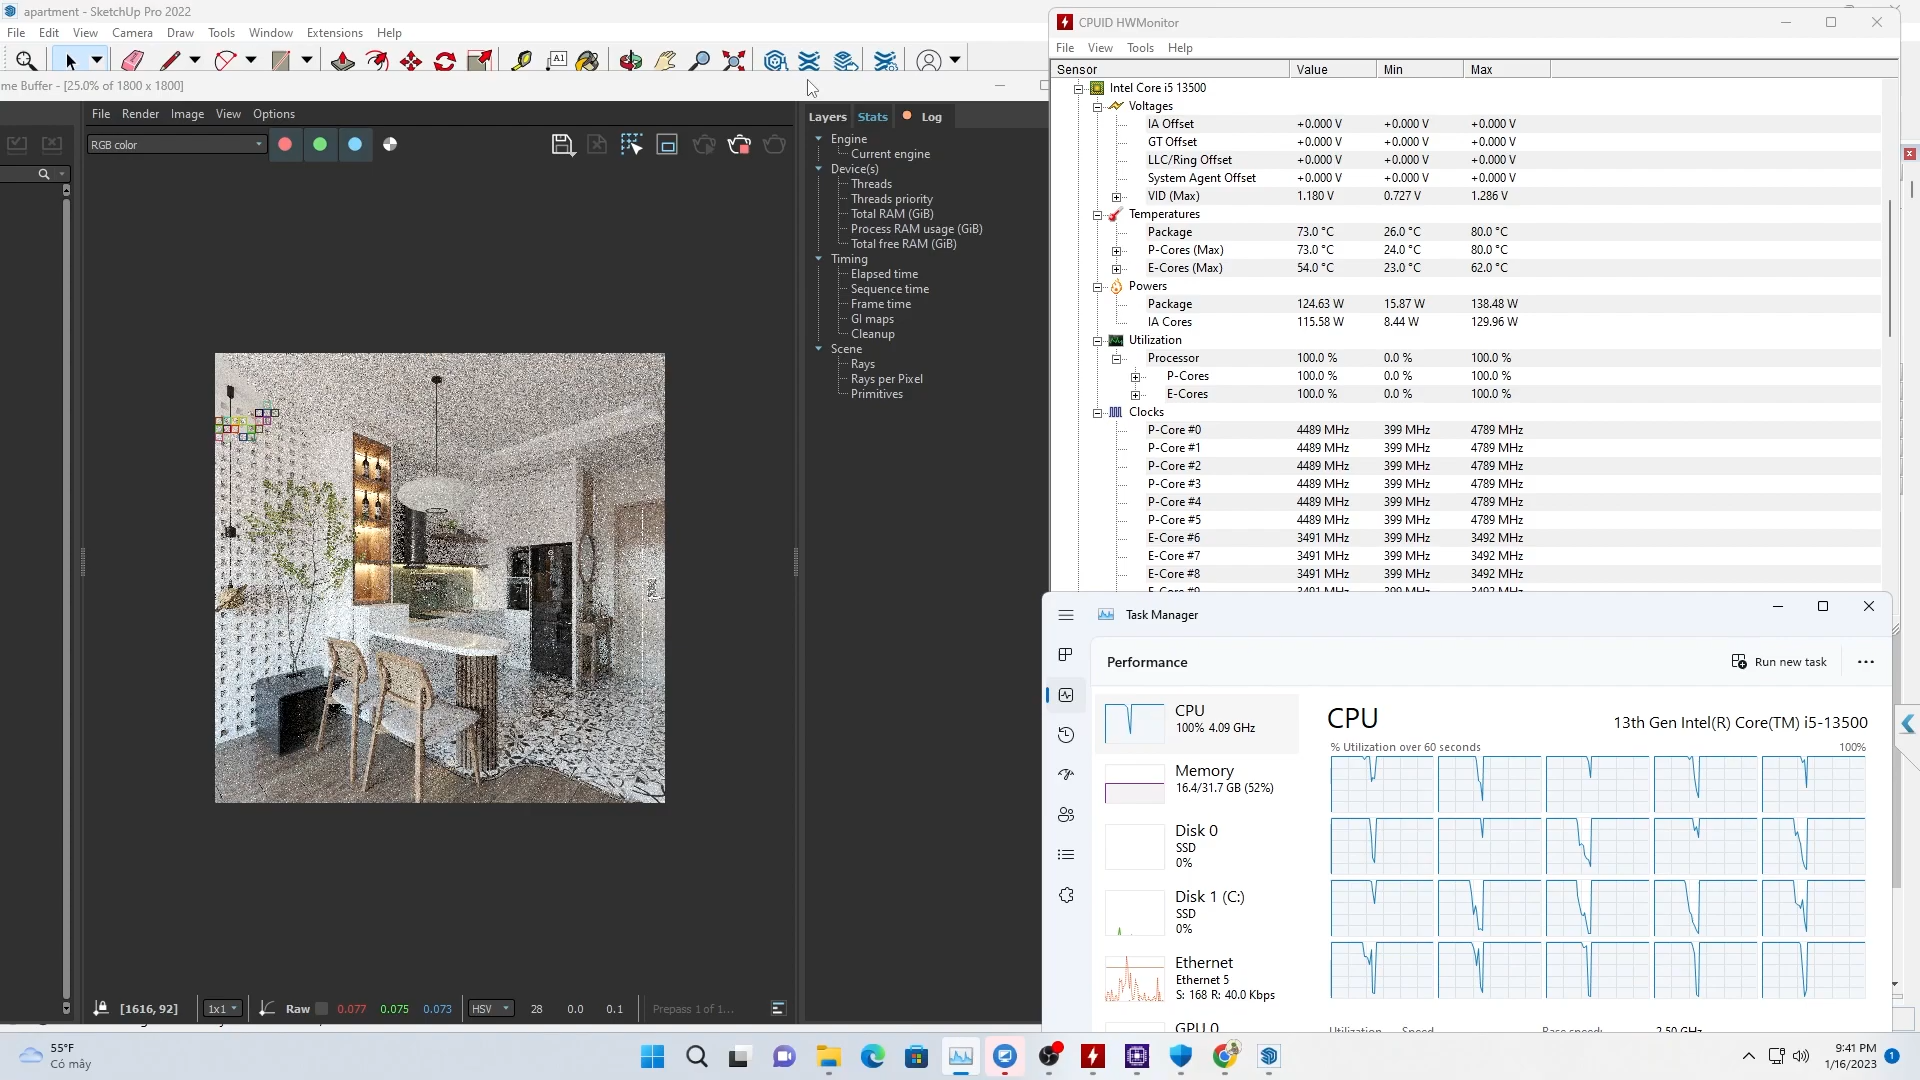 apartment - SketchUp Pro 2022
File Edit View Camera Draw Tools Window Extensions Help
A1
me Buffer - [25.0% of 1800 x 1800]
File Render Image View Options
RGB color
Layers Stats Log
Engine
Current engine
Device(s)
Threads
Threads priority
Total RAM (GiB)
Process RAM usage (GiB)
Total free RAM (GiB)
Timing
Elapsed time
Sequence time
Frame time
GI maps
Cleanup
Scene
Rays
Rays per Pixel
Primitives
[1616, 92] 1x1 Raw 0.077 0.075 0.073 HSV 28 0.0 0.1 Prepass 1 of 1...
CPUID HWMonitor
File View Tools Help
Sensor Value Min Max
Intel Core i5 13500
Voltages
IA Offset +0.000 V +0.000 V +0.000 V
GT Offset +0.000 V +0.000 V +0.000 V
LLC/Ring Offset +0.000 V +0.000 V +0.000 V
System Agent Offset +0.000 V +0.000 V +0.000 V
VID (Max) 1.180 V 0.727 V 1.286 V
Temperatures
Package 73.0 °C 26.0 °C 80.0 °C
P-Cores (Max) 73.0 °C 24.0 °C 80.0 °C
E-Cores (Max) 54.0 °C 23.0 °C 62.0 °C
Powers
Package 124.63 W 15.87 W 138.48 W
IA Cores 115.58 W 8.44 W 129.96 W
Utilization
Processor 100.0 % 0.0 % 100.0 %
P-Cores 100.0 % 0.0 % 100.0 %
E-Cores 100.0 % 0.0 % 100.0 %
Clocks
P-Core #0 4489 MHz 399 MHz 4789 MHz
P-Core #1 4489 MHz 399 MHz 4789 MHz
P-Core #2 4489 MHz 399 MHz 4789 MHz
P-Core #3 4489 MHz 399 MHz 4789 MHz
P-Core #4 4489 MHz 399 MHz 4789 MHz
P-Core #5 4489 MHz 399 MHz 4789 MHz
E-Core #6 3491 MHz 399 MHz 3492 MHz
E-Core #7 3491 MHz 399 MHz 3492 MHz
E-Core #8 3491 MHz 399 MHz 3492 MHz
E-Core #9 3491 MHz 399 MHz 3492 MHz
Task Manager
Performance Run new task
CPU
100% 4.09 GHz
Memory
16.4/31.7 GB (52%)
Disk 0
SSD
0%
Disk 1 (C:)
SSD
0%
Ethernet
Ethernet 5
S: 168 R: 40.0 Kbps
GPU 0
CPU 13th Gen Intel(R) Core(TM) i5-13500
% Utilization over 60 seconds 100%
Utilization Speed Base speed: 2.50 GHz
55°F
Có mây
9:41 PM
1/16/2023
1